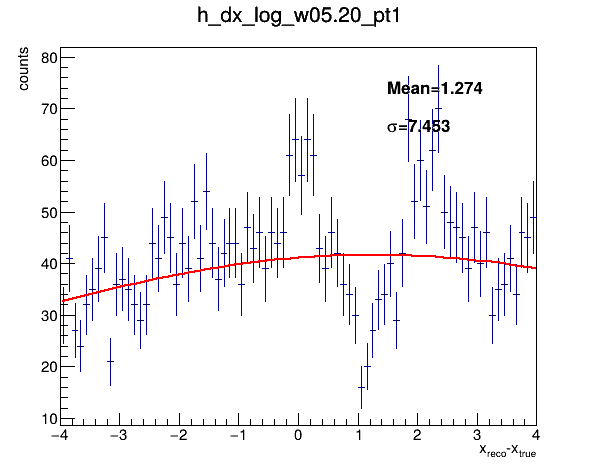 h_dx_log_w05.20_pt1
counts
80
70
60
50
40
30
20
10
Mean=1.274
σ=7.453
−4 −3 −2 −1 0 1 2 3 4
x_reco-x_true